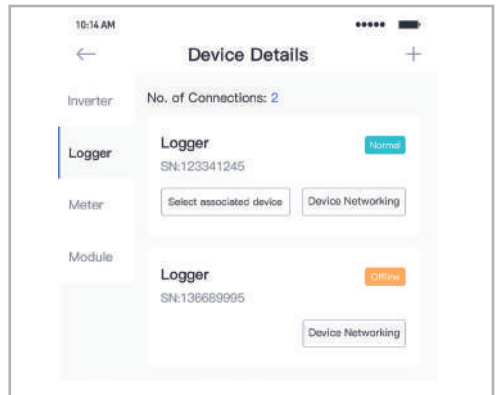 10:14 AM
Device Details
Inverter
Logger
Meter
Module
No. of Connections: 2
Logger
Normal
SN:123341245
Select associated device
Device Networking
Logger
Offline
SN:136689995
Device Networking